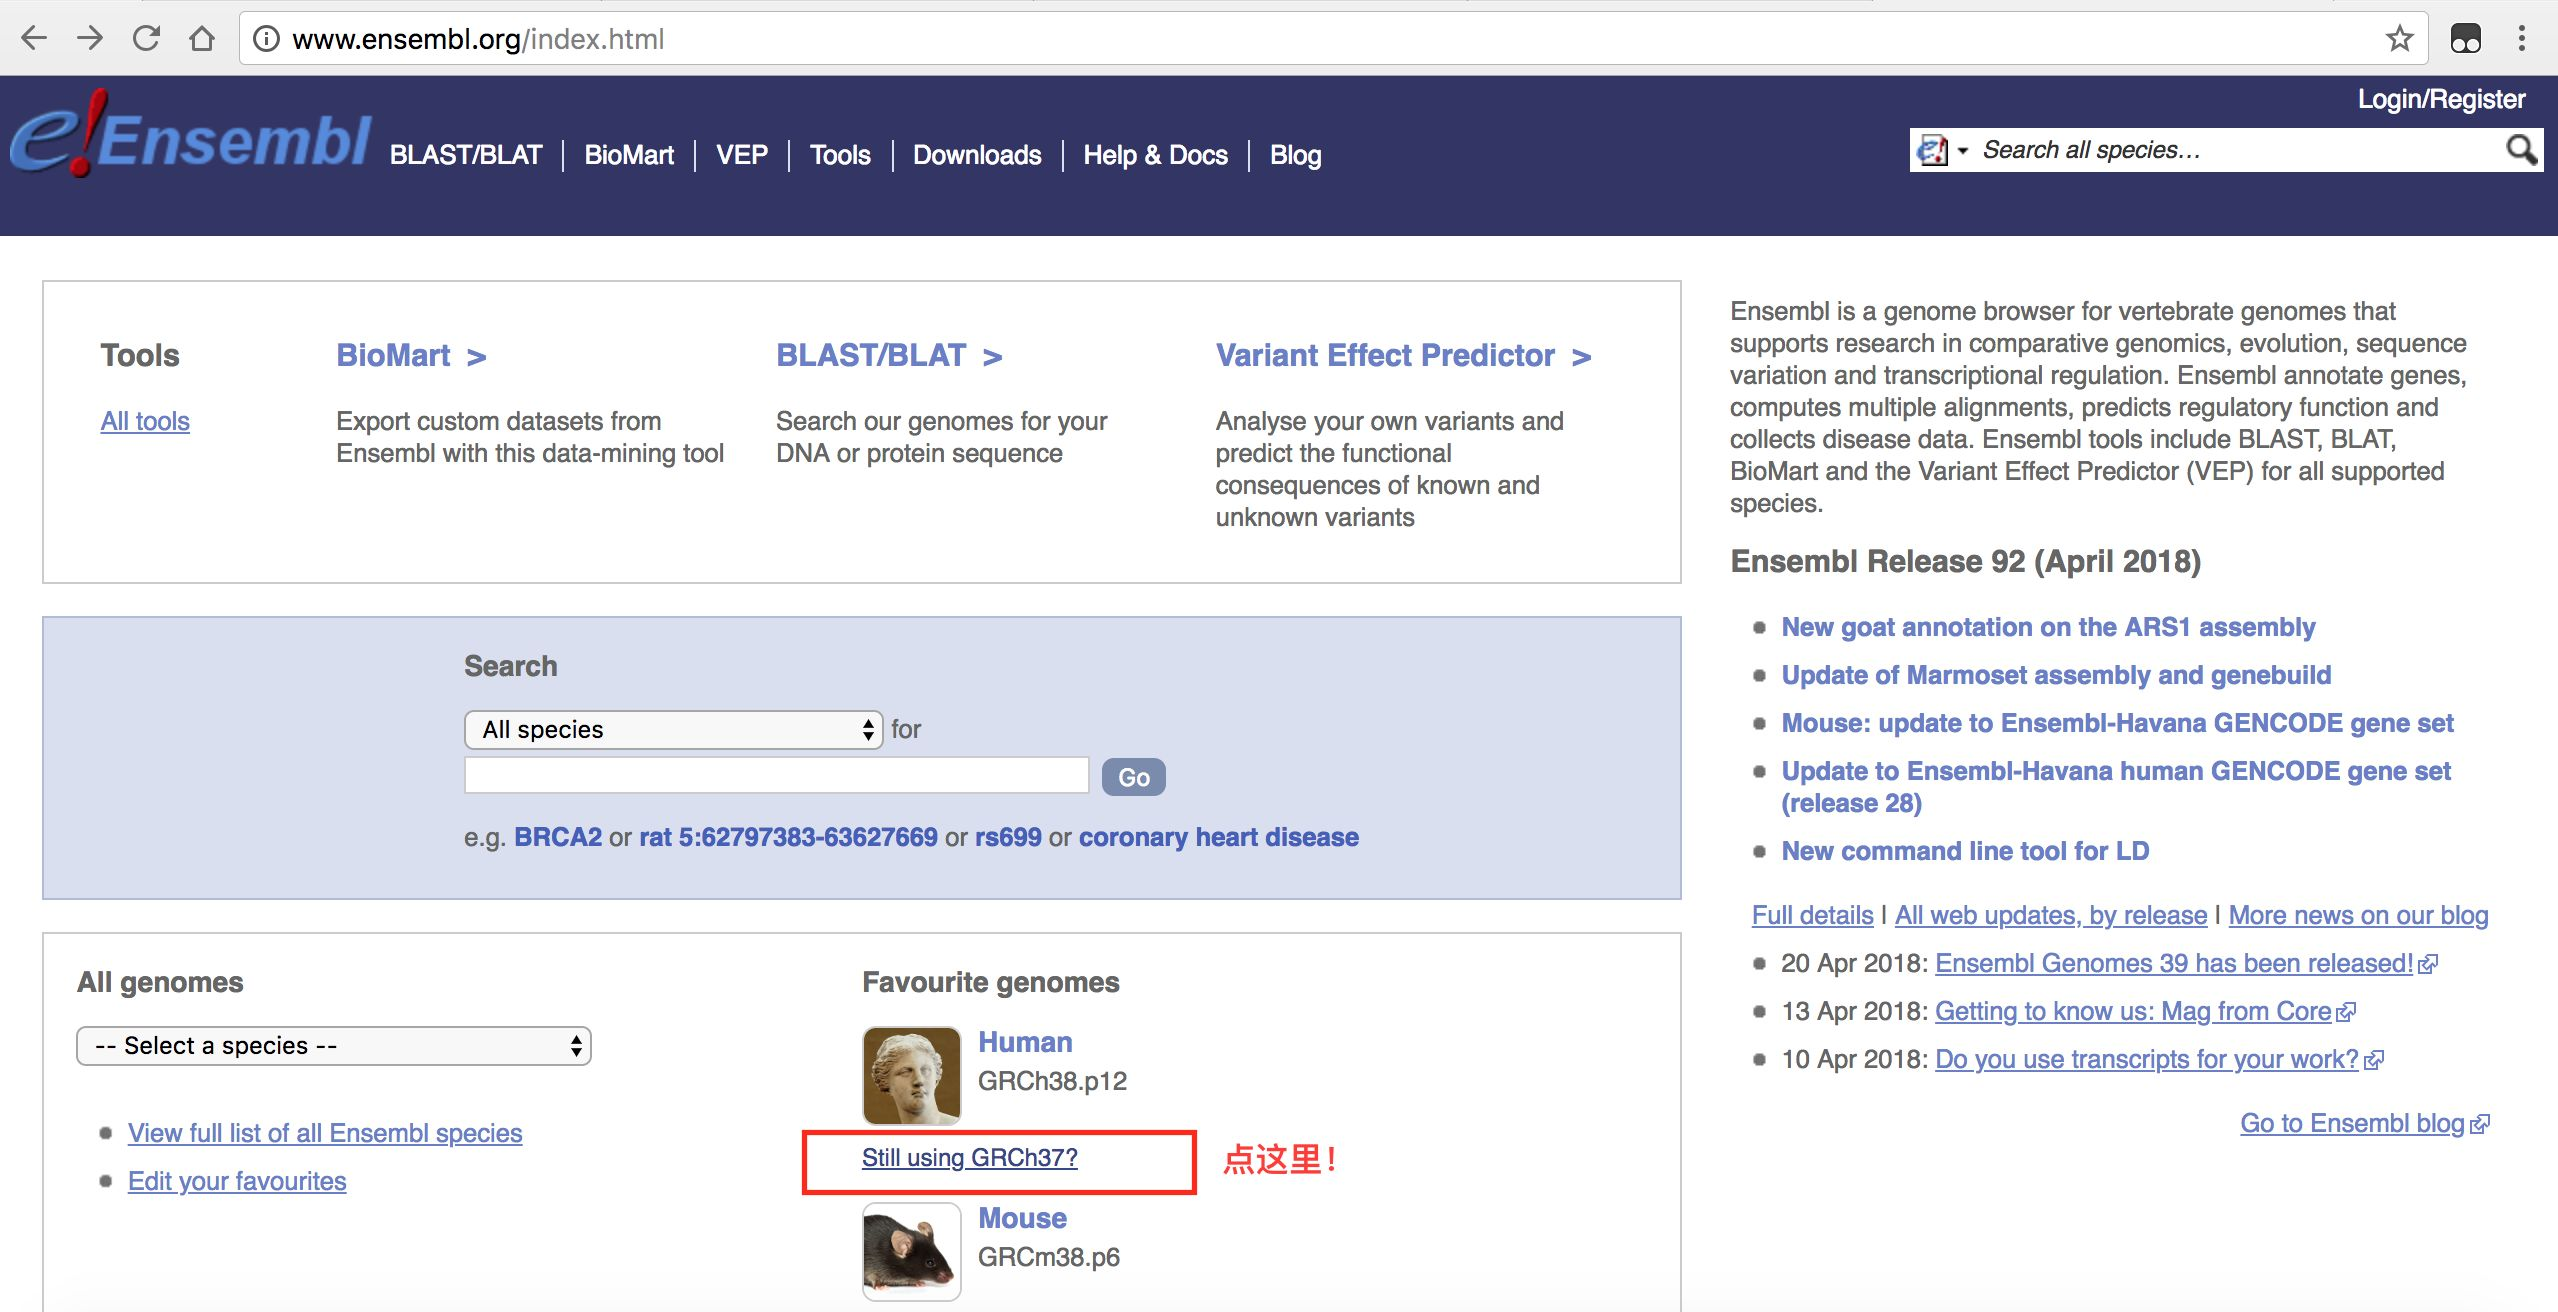 www.ensembl.org/index.html
Login/Register
e!Ensembl
BLAST/BLAT | BioMart | VEP | Tools | Downloads | Help & Docs | Blog
Search all species...
Tools
All tools
BioMart >
Export custom datasets from
Ensembl with this data-mining tool
BLAST/BLAT >
Search our genomes for your
DNA or protein sequence
Variant Effect Predictor >
Analyse your own variants and
predict the functional
consequences of known and
unknown variants
Search
All species for
Go
e.g. BRCA2 or rat 5:62797383-63627669 or rs699 or coronary heart disease
All genomes
-- Select a species --
View full list of all Ensembl species
Edit your favourites
Favourite genomes
Human
GRCh38.p12
Still using GRCh37?
点这里！
Mouse
GRCm38.p6
Ensembl is a genome browser for vertebrate genomes that
supports research in comparative genomics, evolution, sequence
variation and transcriptional regulation. Ensembl annotate genes,
computes multiple alignments, predicts regulatory function and
collects disease data. Ensembl tools include BLAST, BLAT,
BioMart and the Variant Effect Predictor (VEP) for all supported
species.
Ensembl Release 92 (April 2018)
New goat annotation on the ARS1 assembly
Update of Marmoset assembly and genebuild
Mouse: update to Ensembl-Havana GENCODE gene set
Update to Ensembl-Havana human GENCODE gene set
(release 28)
New command line tool for LD
Full details | All web updates, by release | More news on our blog
20 Apr 2018: Ensembl Genomes 39 has been released!
13 Apr 2018: Getting to know us: Mag from Core
10 Apr 2018: Do you use transcripts for your work?
Go to Ensembl blog